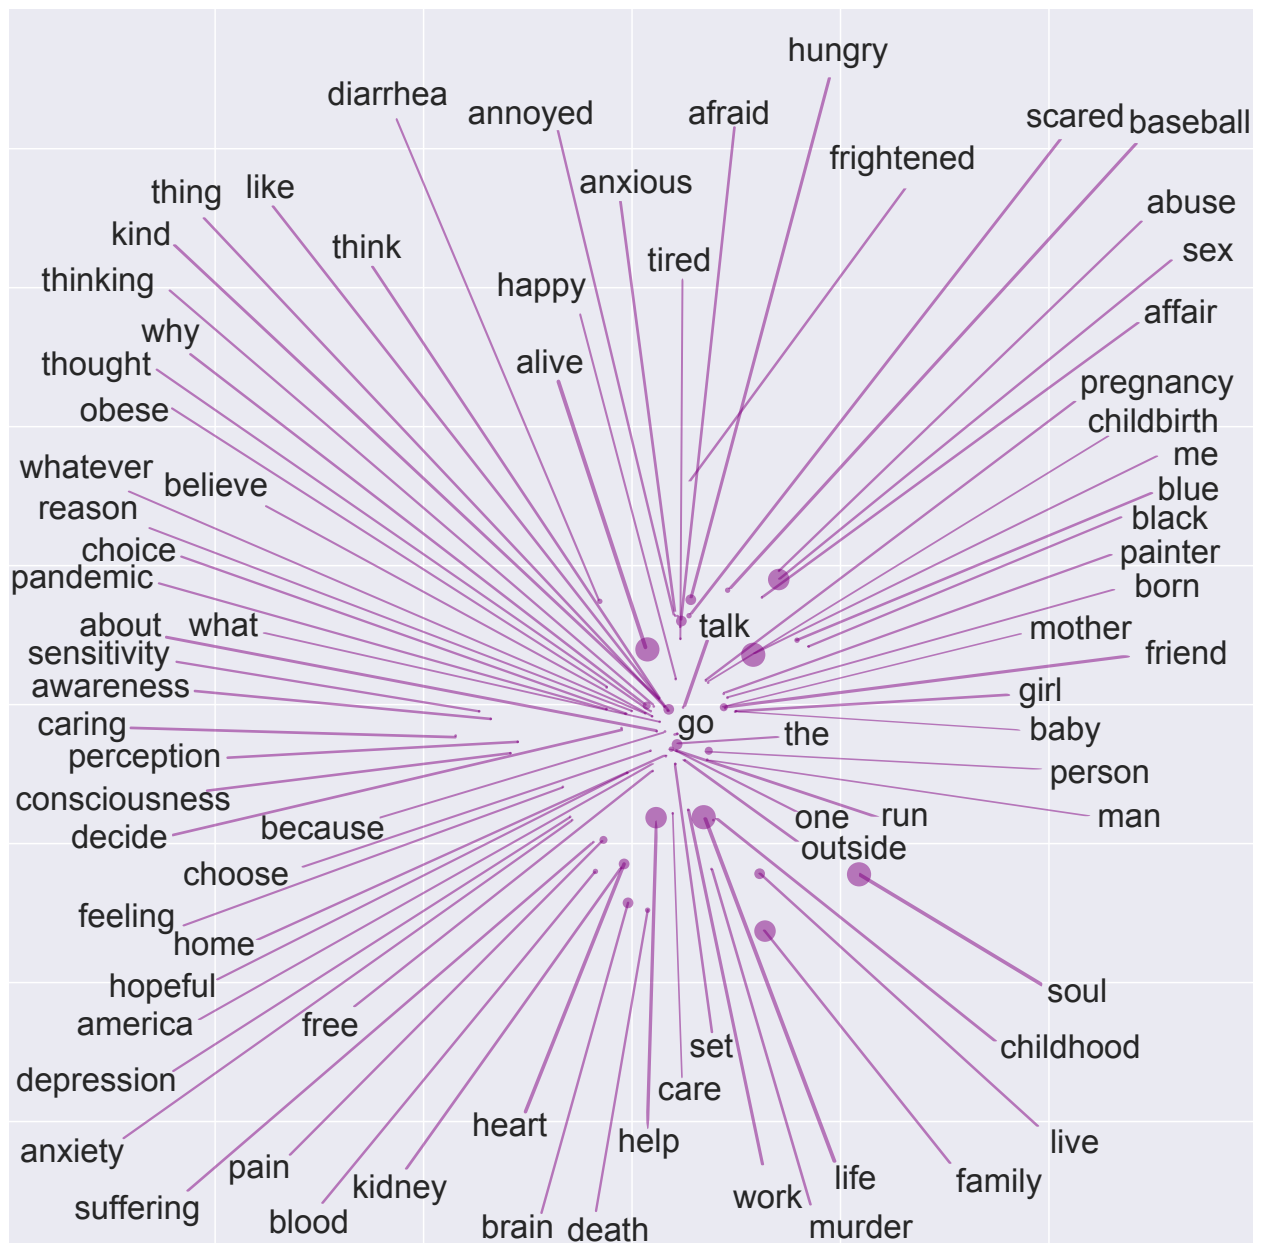 hungry
diarrhea
annoyed
afraid
scared
baseball
frightened
anxious
thing
like
abuse
kind
think
tired
sex
thinking
happy
affair
why
alive
thought
pregnancy
obese
childbirth
whatever
me
believe
blue
reason
black
choice
painter
pandemic
born
about
what
talk
mother
sensitivity
friend
awareness
girl
caring
go
the
baby
perception
person
consciousness
one
run
man
decide
because
outside
choose
feeling
home
hopeful
soul
america
free
set
childhood
depression
care
heart
help
live
anxiety
pain
kidney
life
family
suffering
work
blood
brain
death
murder